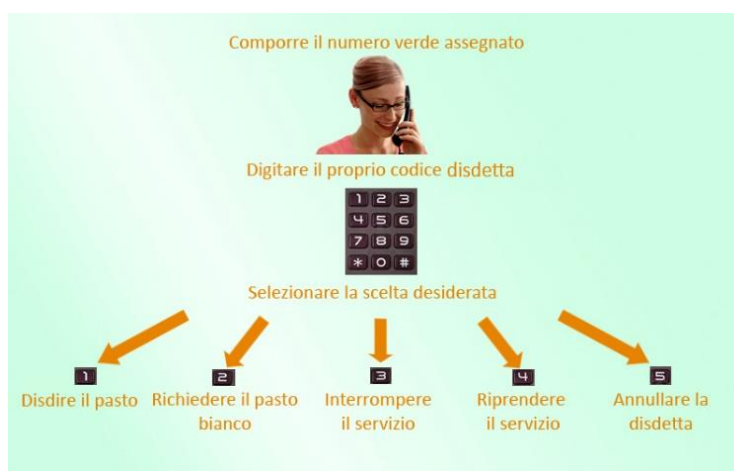 Comporre il numero verde assegnato
Digitare il proprio codice disdetta
1 2 3
4 5 6
7 8 9
* 0 #
Selezionare la scelta desiderata
1
Disdire il pasto
2
Richiedere il pasto
bianco
3
Interrompere
il servizio
4
Riprendere
il servizio
5
Annullare la
disdetta